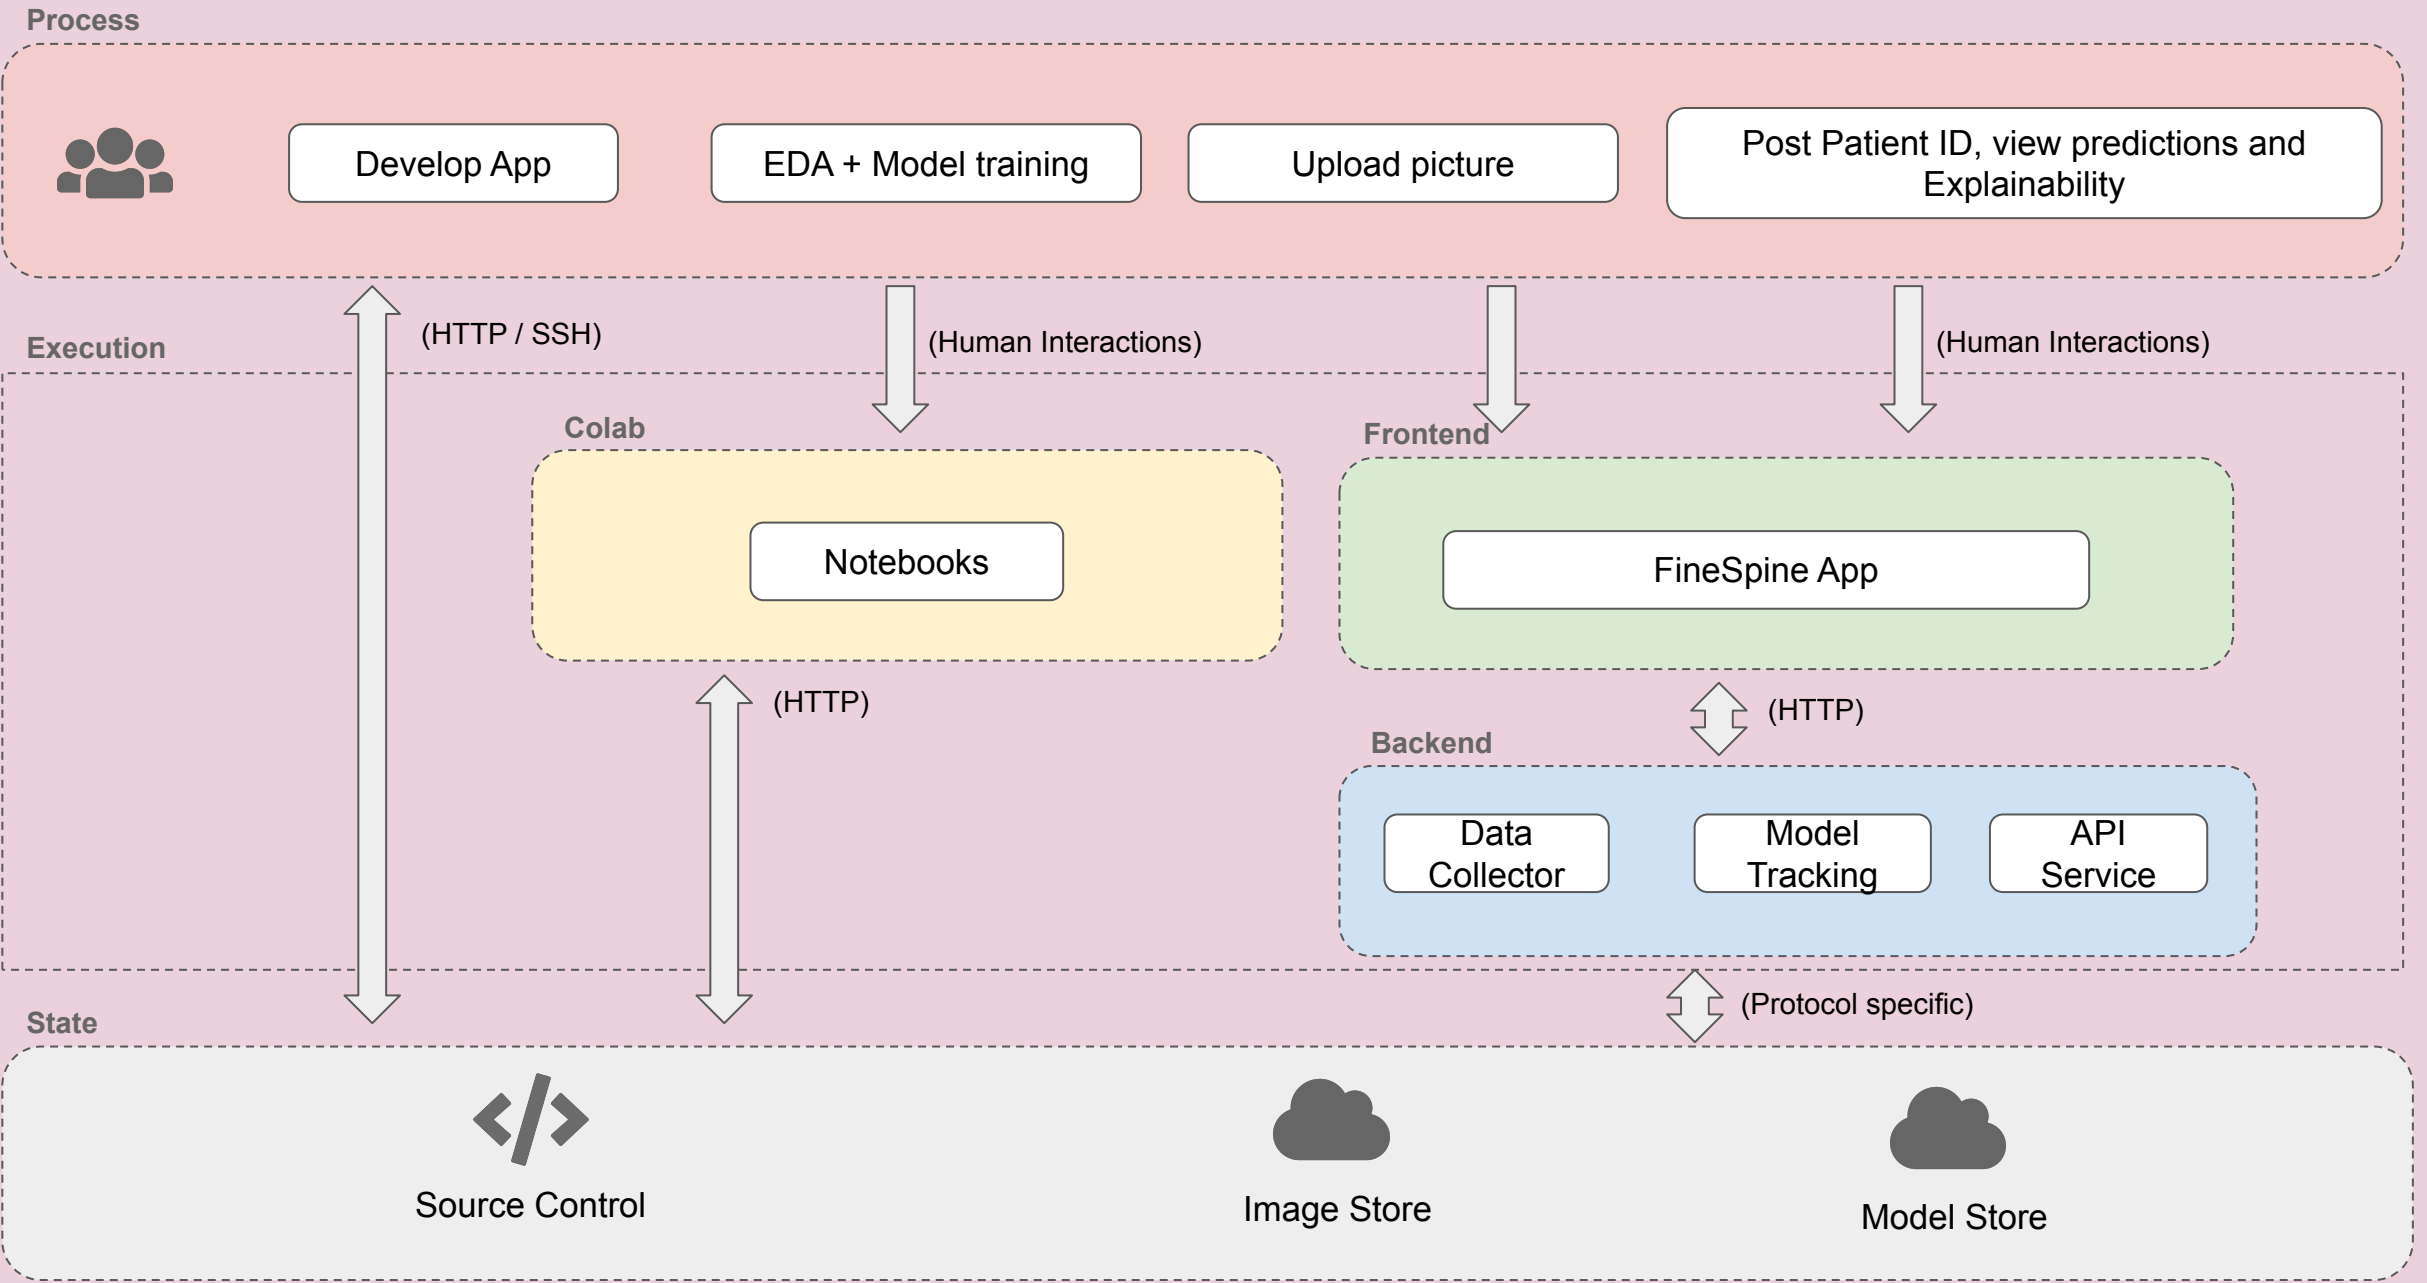 Process
Develop App
EDA + Model training
Upload picture
Post Patient ID, view predictions and
Explainability
(HTTP / SSH)
(Human Interactions)
(Human Interactions)
Execution
Colab
Frontend
Notebooks
FineSpine App
(HTTP)
(HTTP)
Backend
Data
Collector
Model
Tracking
API
Service
(Protocol specific)
State
Source Control
Image Store
Model Store